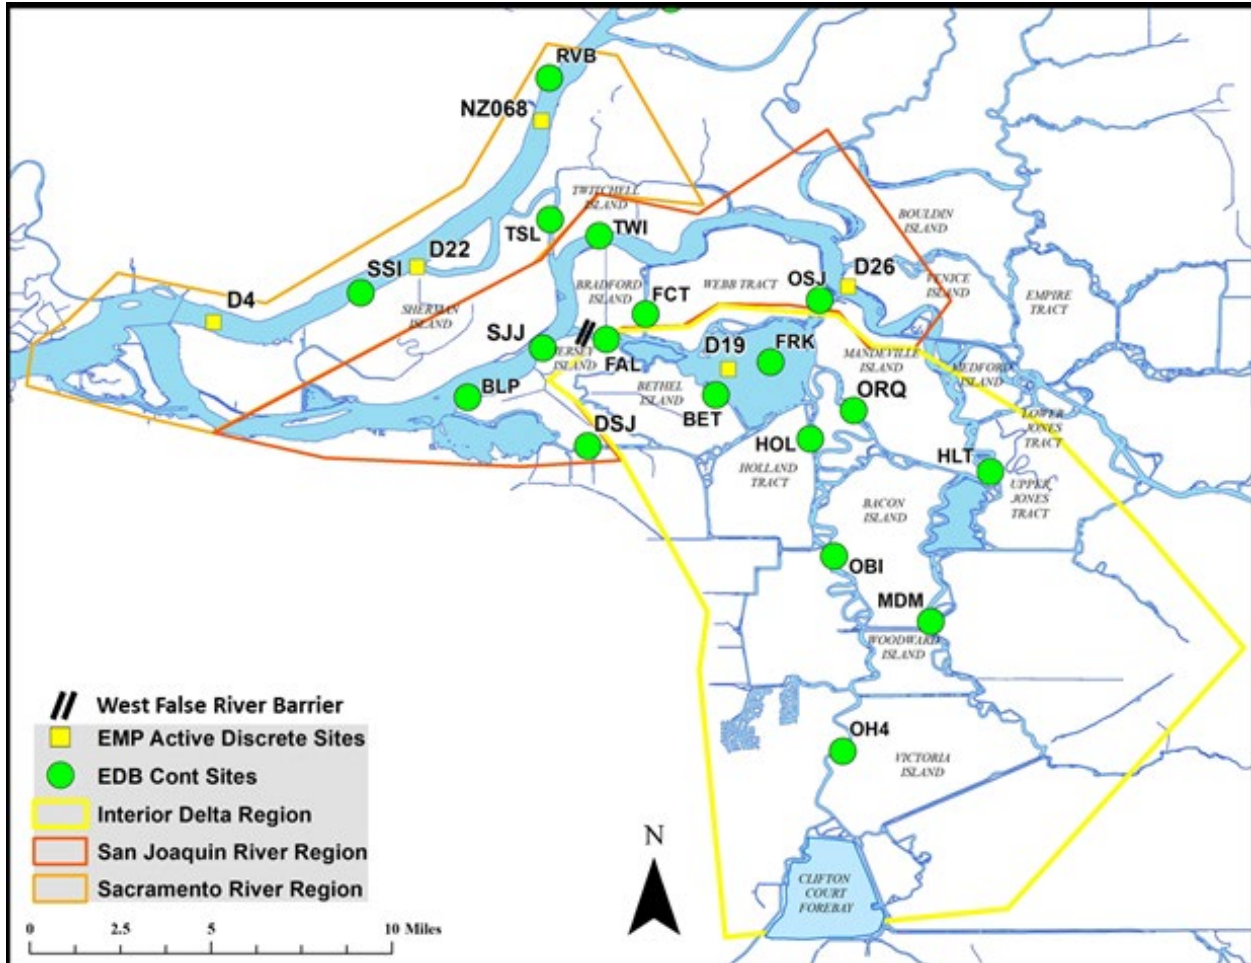 RVB
NZ068
TWITCHELL
ISLAND
TSL
TWI
BOULDIN
ISLAND
D22
SSI
D26
D4
SHERMAN
ISLAND
BRADFORD
ISLAND
FCT
WEBB TRACT
OSJ
VENICE
ISLAND
EMPIRE
TRACT
SJJ
JERSEY
ISLAND
FAL
D19
FRK
MANDEVILLE
ISLAND
MEDFORD
ISLAND
BLP
BETHEL
ISLAND
BET
ORQ
LOWER
JONES
TRACT
DSJ
HOL
HOLLAND
TRACT
HLT
UPPER
JONES
TRACT
BACON
ISLAND
OBI
MDM
WOODWARD
ISLAND
OH4
VICTORIA
ISLAND
CLIFTON
COURT
FOREBAY
N
West False River Barrier
EMP Active Discrete Sites
EDB Cont Sites
Interior Delta Region
San Joaquin River Region
Sacramento River Region
0 2.5 5 10 Miles